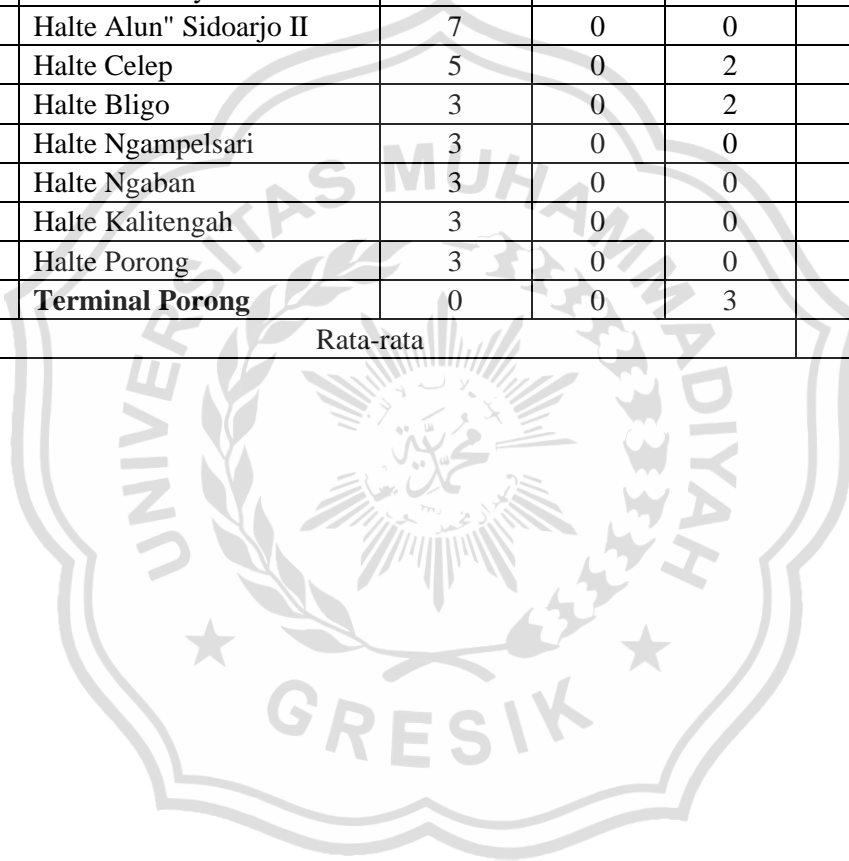 Halte Alun" Sidoarjo II 7 0 0
Halte Celep 5 0 2
Halte Bligo 3 0 2
Halte Ngampelsari 3 0 0
Halte Ngaban 3 0 0
Halte Kalitengah 3 0 0
Halte Porong 3 0 0
Terminal Porong 0 0 3
Rata-rata
UNIVERSITAS MUHAMMADIYAH
GRESIK